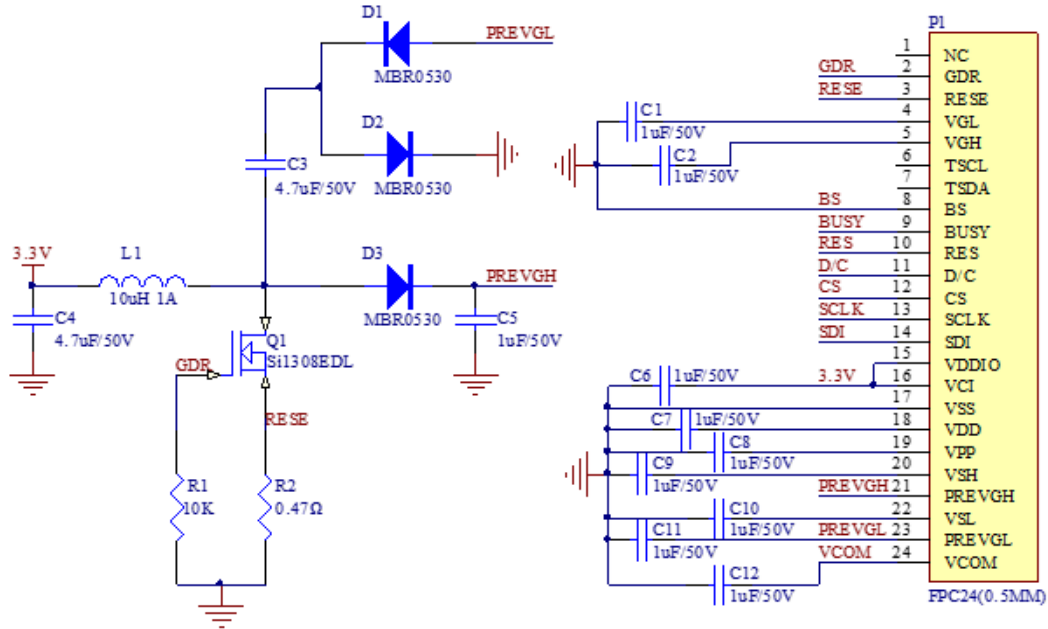 D1
PREVGL
MBR0530
D2
MBR0530
C3
4.7uF/50V
3.3V
L1
10uH 1A
D3
PREVGH
MBR0530
C4
4.7uF/50V
C5
1uF/50V
Q1
Si1308EDL
GDR
RESE
R1
10K
R2
0.47Ω
P1
1
NC
GDR
2
GDR
RESE
3
RESE
C1
1uF/50V
4
VGL
C2
1uF/50V
5
VGH
6
TSCL
7
TSDA
BS
8
BS
BUSY
9
BUSY
RES
10
RES
D/C
11
D/C
CS
12
CS
SCLK
13
SCLK
SDI
14
SDI
15
VDDIO
C6
1uF/50V
3.3V
16
VCI
17
VSS
C7
1uF/50V
18
VDD
C8
1uF/50V
19
VPP
C9
1uF/50V
20
VSH
PREVGH
21
PREVGH
C10
1uF/50V
22
VSL
C11
1uF/50V
PREVGL
23
PREVGL
VCOM
24
VCOM
C12
1uF/50V
FPC24(0.5MM)